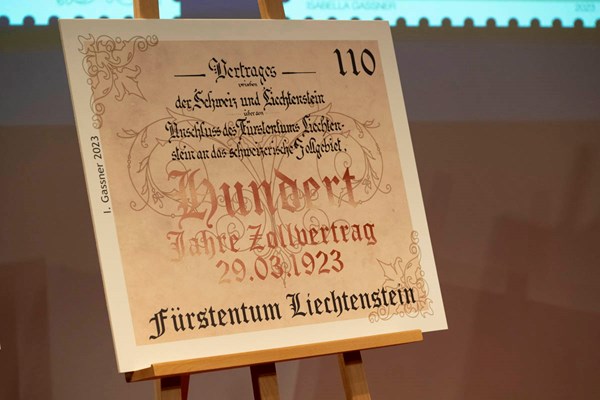 ISABELLA GASSNER
2023
110
Vertrages
zwischen
der Schweiz und Liechtenstein
über den
Anschluss des Fürstentums Liechten-
stein an das schweizerische Zollgebiet.
Hundert
Jahre Zollvertrag
29.03.1923
Fürstentum Liechtenstein
I. Gassner 2023